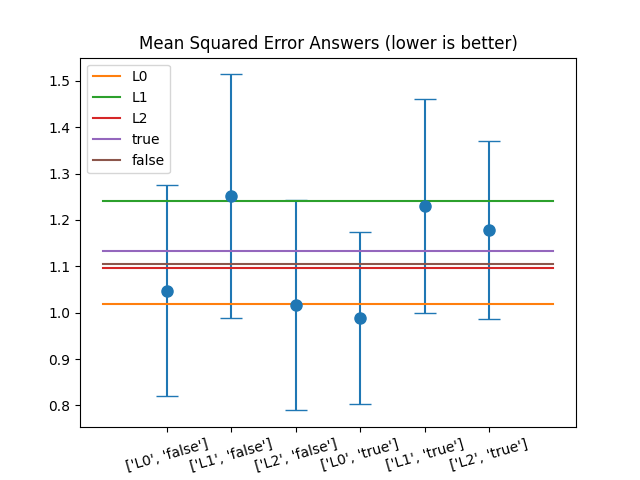 Mean Squared Error Answers (lower is better)
L0
L1
L2
true
false
1.5
1.4
1.3
1.2
1.1
1.0
0.9
0.8
['L0', 'false']
['L1', 'false']
['L2', 'false']
['L0', 'true']
['L1', 'true']
['L2', 'true']